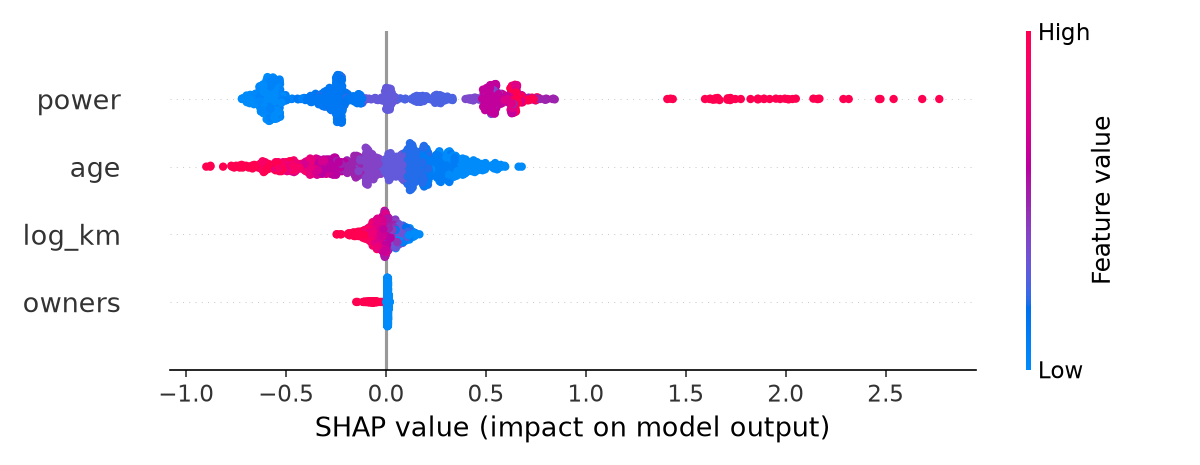 High
power
age
log_km
owners
Feature value
Low
−1.0 −0.5 0.0 0.5 1.0 1.5 2.0 2.5
SHAP value (impact on model output)